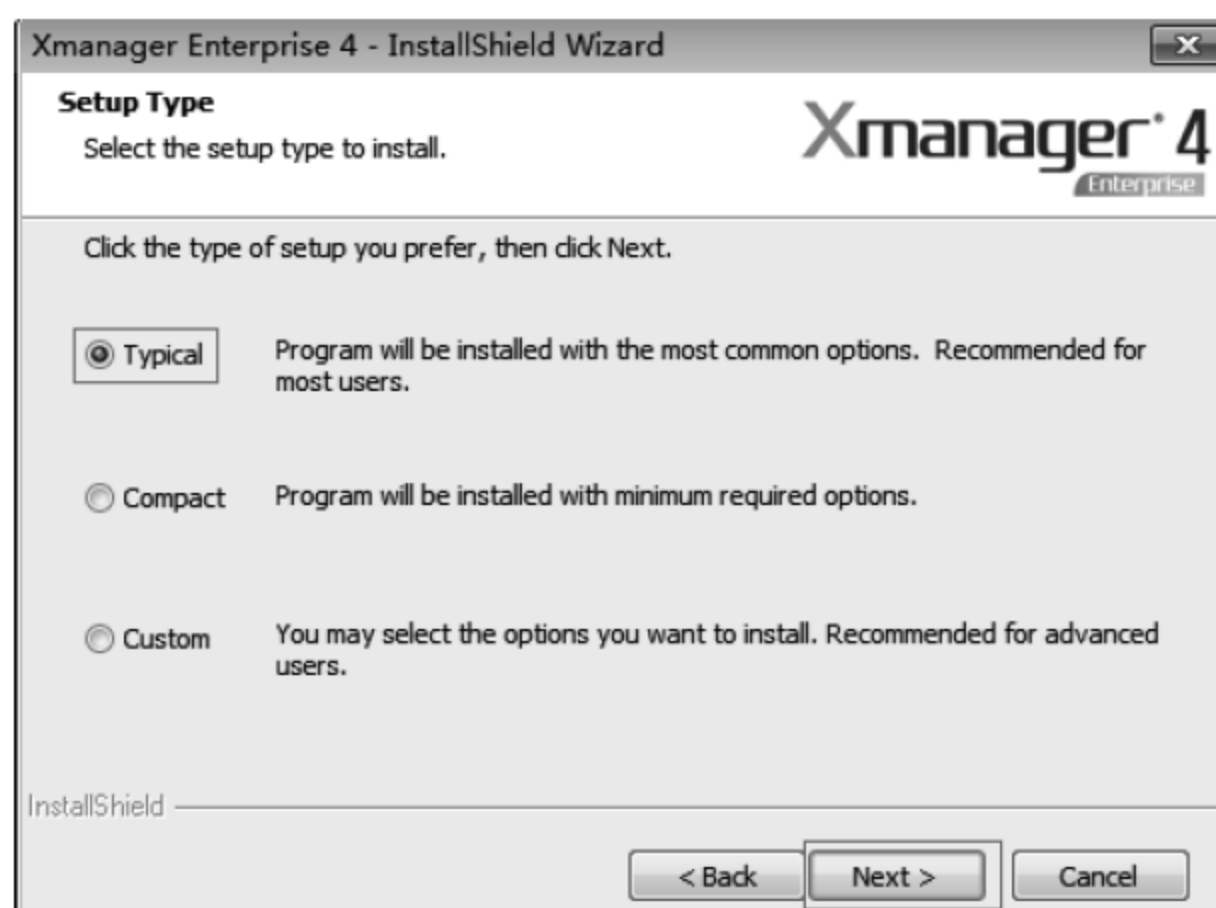 Xmanager Enterprise 4 - InstallShield Wizard
Setup Type
Select the setup type to install.
Xmanager 4
Enterprise
Click the type of setup you prefer, then click Next.
Typical
Program will be installed with the most common options. Recommended for
most users.
Compact
Program will be installed with minimum required options.
Custom
You may select the options you want to install. Recommended for advanced
users.
InstallShield
< Back
Next >
Cancel